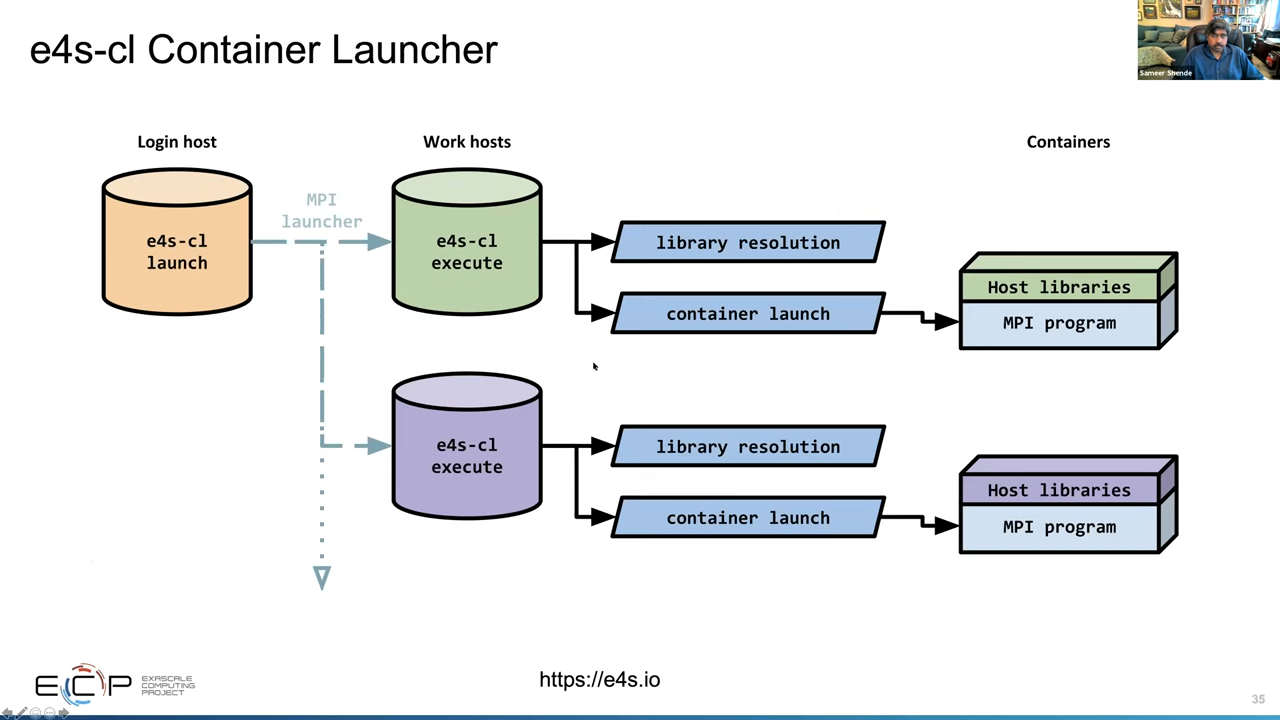 e4s-cl Container Launcher
Sameer Shende
Login host
Work hosts
Containers
MPI
launcher
e4s-cl
launch
e4s-cl
execute
library resolution
container launch
Host libraries
MPI program
e4s-cl
execute
library resolution
container launch
Host libraries
MPI program
ECP
EXASCALE
COMPUTING
PROJECT
https://e4s.io
35